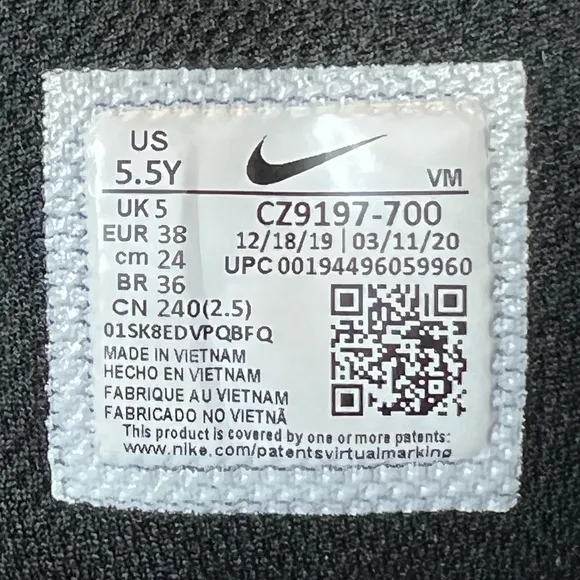 US
5.5Y
VM
UK 5
EUR 38
cm 24
BR 36
CN 240(2.5)
CZ9197-700
12/18/19 | 03/11/20
UPC 00194496059960
01SK8EDVPQBFQ
MADE IN VIETNAM
HECHO EN VIETNAM
FABRIQUE AU VIETNAM
FABRICADO NO VIETNÃ
This product is covered by one or more patents:
www.nike.com/patentsvirtualmarking